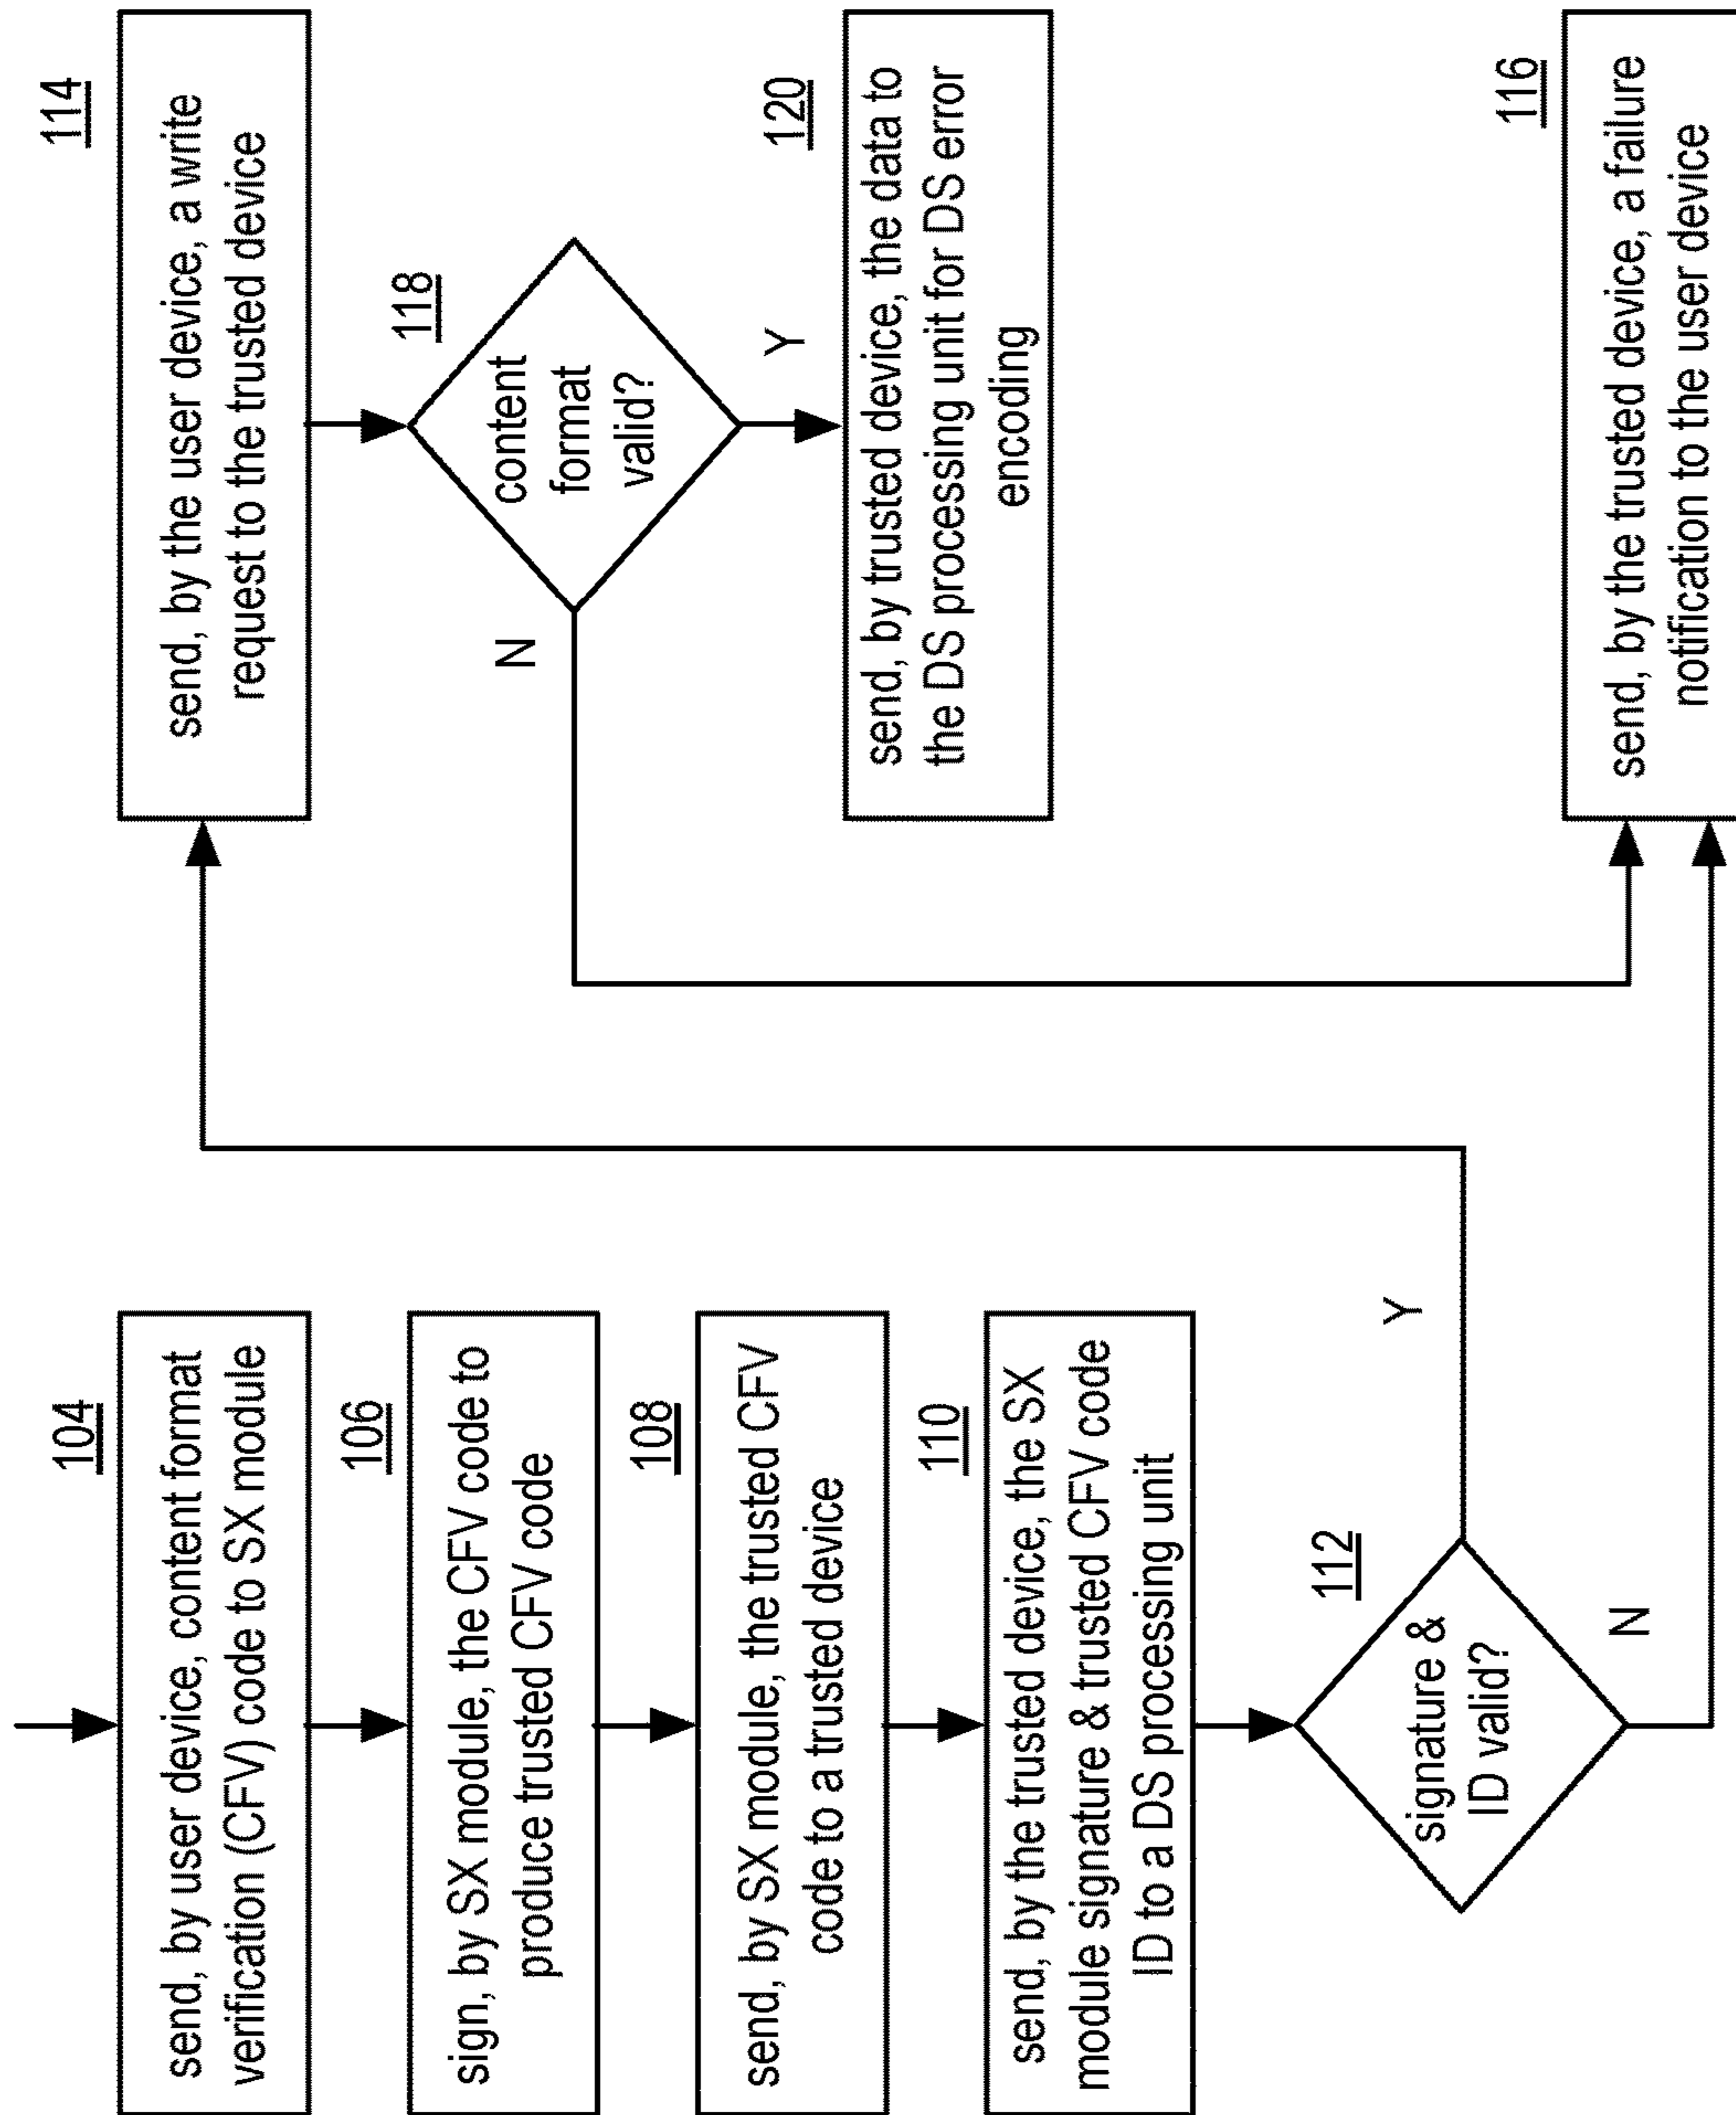 104
send, by user device, content format
verification (CFV) code to SX module
106
sign, by SX module, the CFV code to
produce trusted CFV code
108
send, by SX module, the trusted CFV
code to a trusted device
110
send, by the trusted device, the SX
module signature & trusted CFV code
ID to a DS processing unit
112
signature &
ID valid?
Y
N
114
send, by the user device, a write
request to the trusted device
118
content
format
valid?
N
Y
120
send, by trusted device, the data to
the DS processing unit for DS error
encoding
116
send, by the trusted device, a failure
notification to the user device